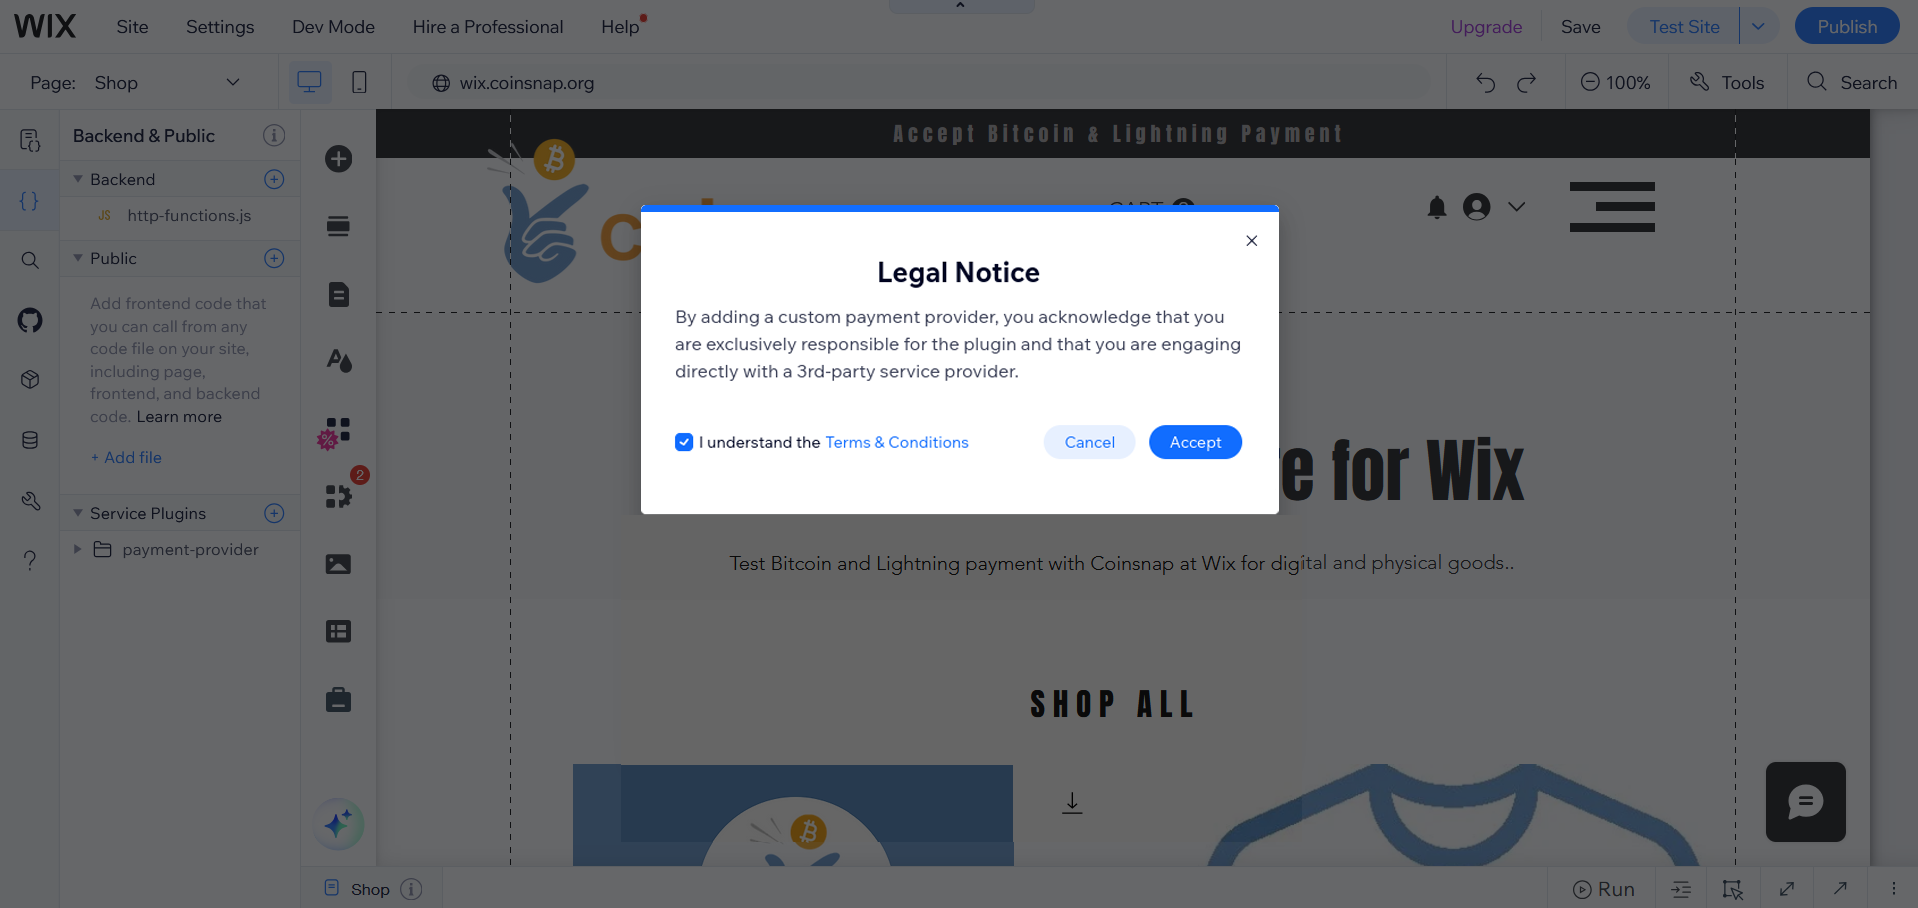 WIX Site Settings Dev Mode Hire a Professional Help Upgrade Save Test Site Publish
Page: Shop wix.coinsnap.org 100% Tools Search
Backend & Public
Accept Bitcoin & Lightning Payment
Backend
JS http-functions.js
Public
Add frontend code that
you can call from any
code file on your site,
including page,
frontend, and backend
code. Learn more
+ Add file
2
Service Plugins
payment-provider
Legal Notice
By adding a custom payment provider, you acknowledge that you
are exclusively responsible for the plugin and that you are engaging
directly with a 3rd-party service provider.
I understand the Terms & Conditions Cancel Accept
for Wix
Test Bitcoin and Lightning payment with Coinsnap at Wix for digital and physical goods..
SHOP ALL
Shop Run